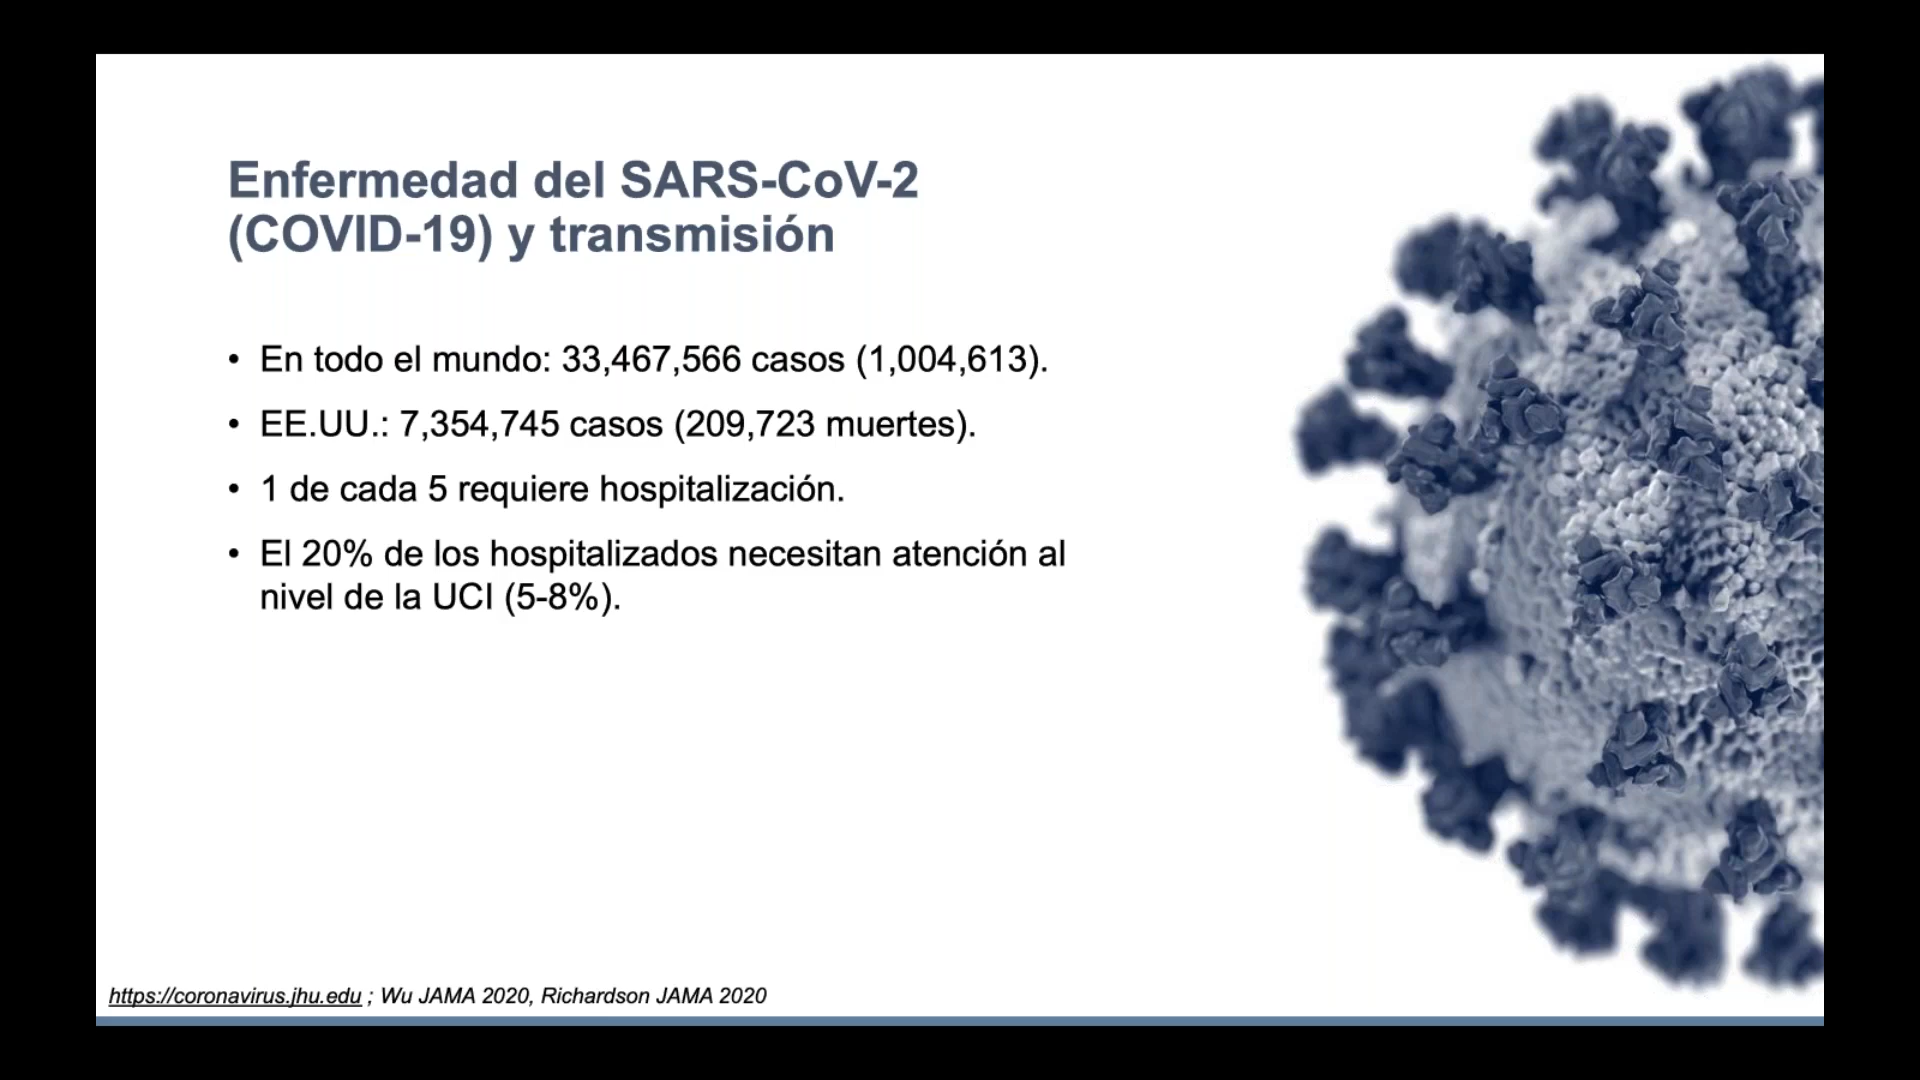 Enfermedad del SARS-CoV-2
(COVID-19) y transmisión
• En todo el mundo: 33,467,566 casos (1,004,613).
• EE.UU.: 7,354,745 casos (209,723 muertes).
• 1 de cada 5 requiere hospitalización.
• El 20% de los hospitalizados necesitan atención al
nivel de la UCI (5-8%).
https://coronavirus.jhu.edu ; Wu JAMA 2020, Richardson JAMA 2020